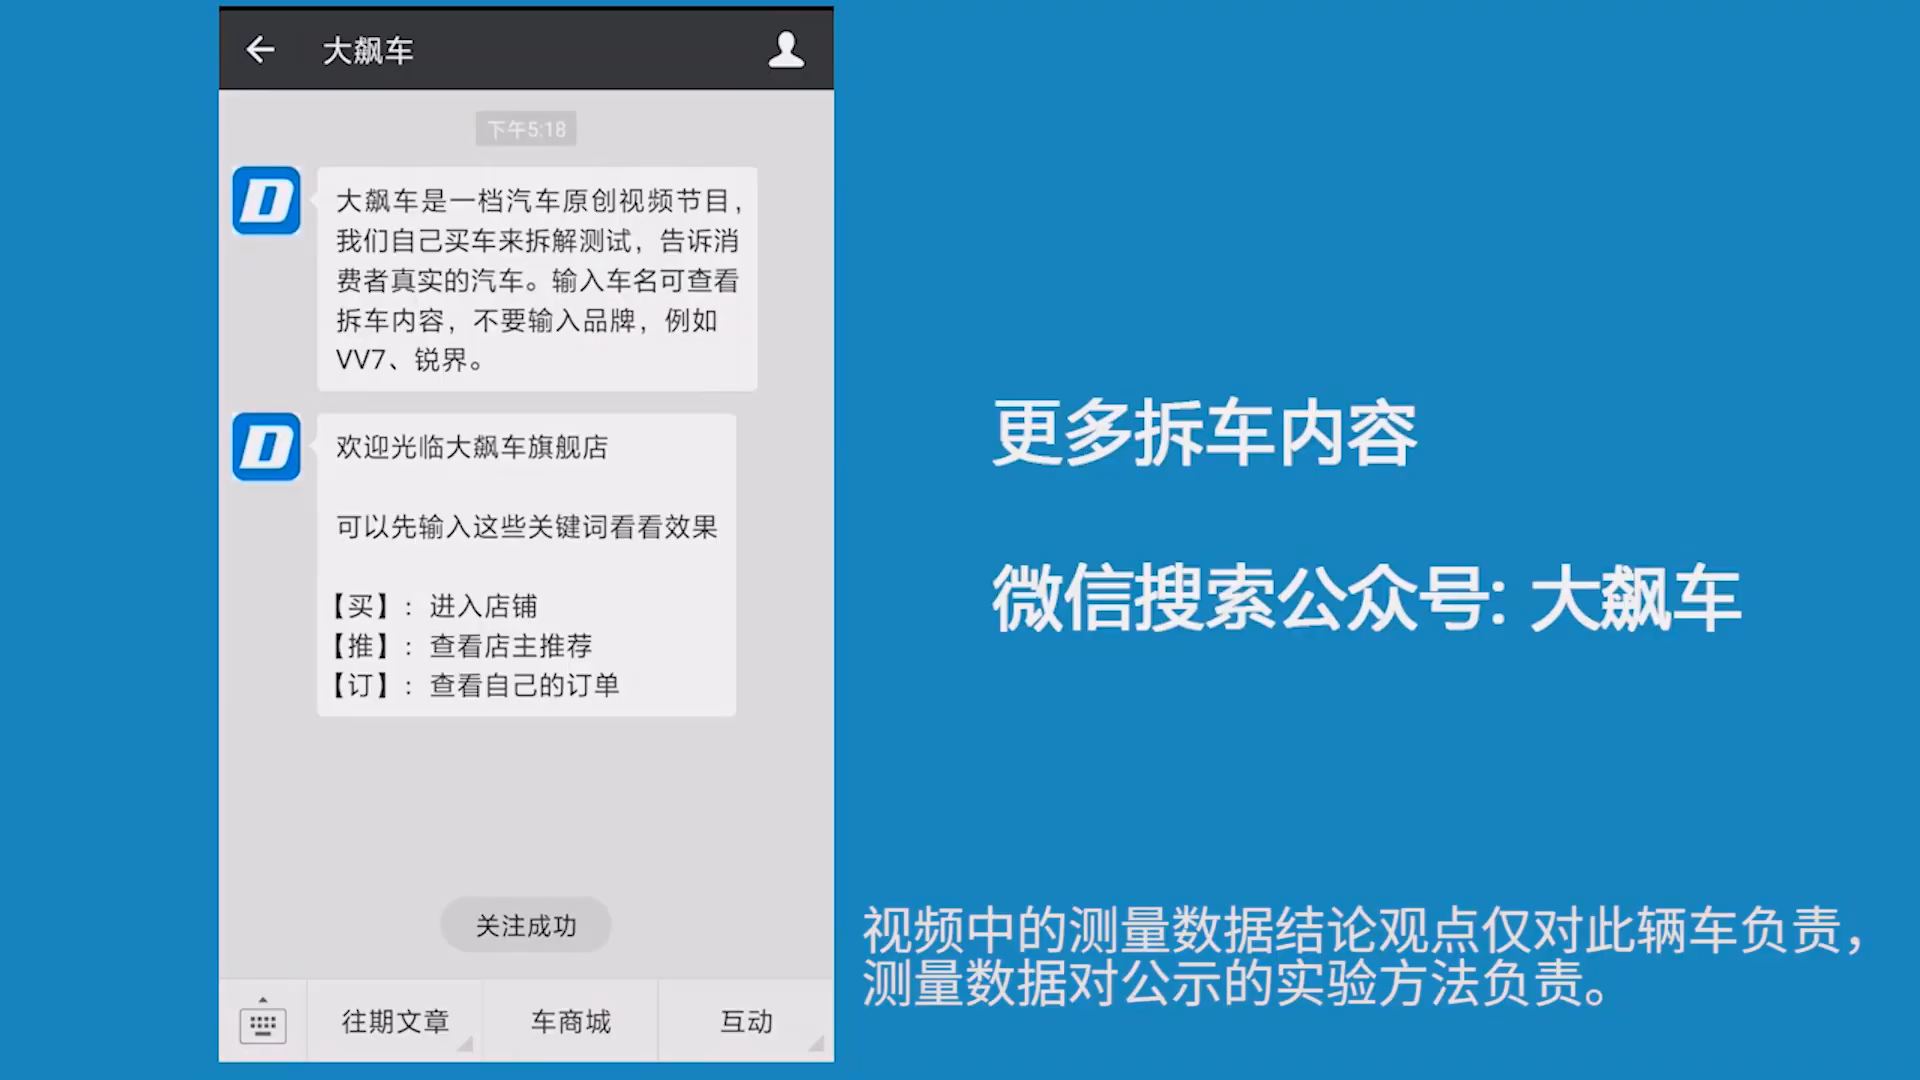 大飙车
下午5:18
D
大飙车是一档汽车原创视频节目，
我们自己买车来拆解测试，告诉消
费者真实的汽车。输入车名可查看
拆车内容，不要输入品牌，例如
VV7、锐界。
D
欢迎光临大飙车旗舰店
可以先输入这些关键词看看效果
【买】：进入店铺
【推】：查看店主推荐
【订】：查看自己的订单
关注成功
往期文章
车商城
互动
更多拆车内容
微信搜索公众号: 大飙车
视频中的测量数据结论观点仅对此辆车负责，
测量数据对公示的实验方法负责。